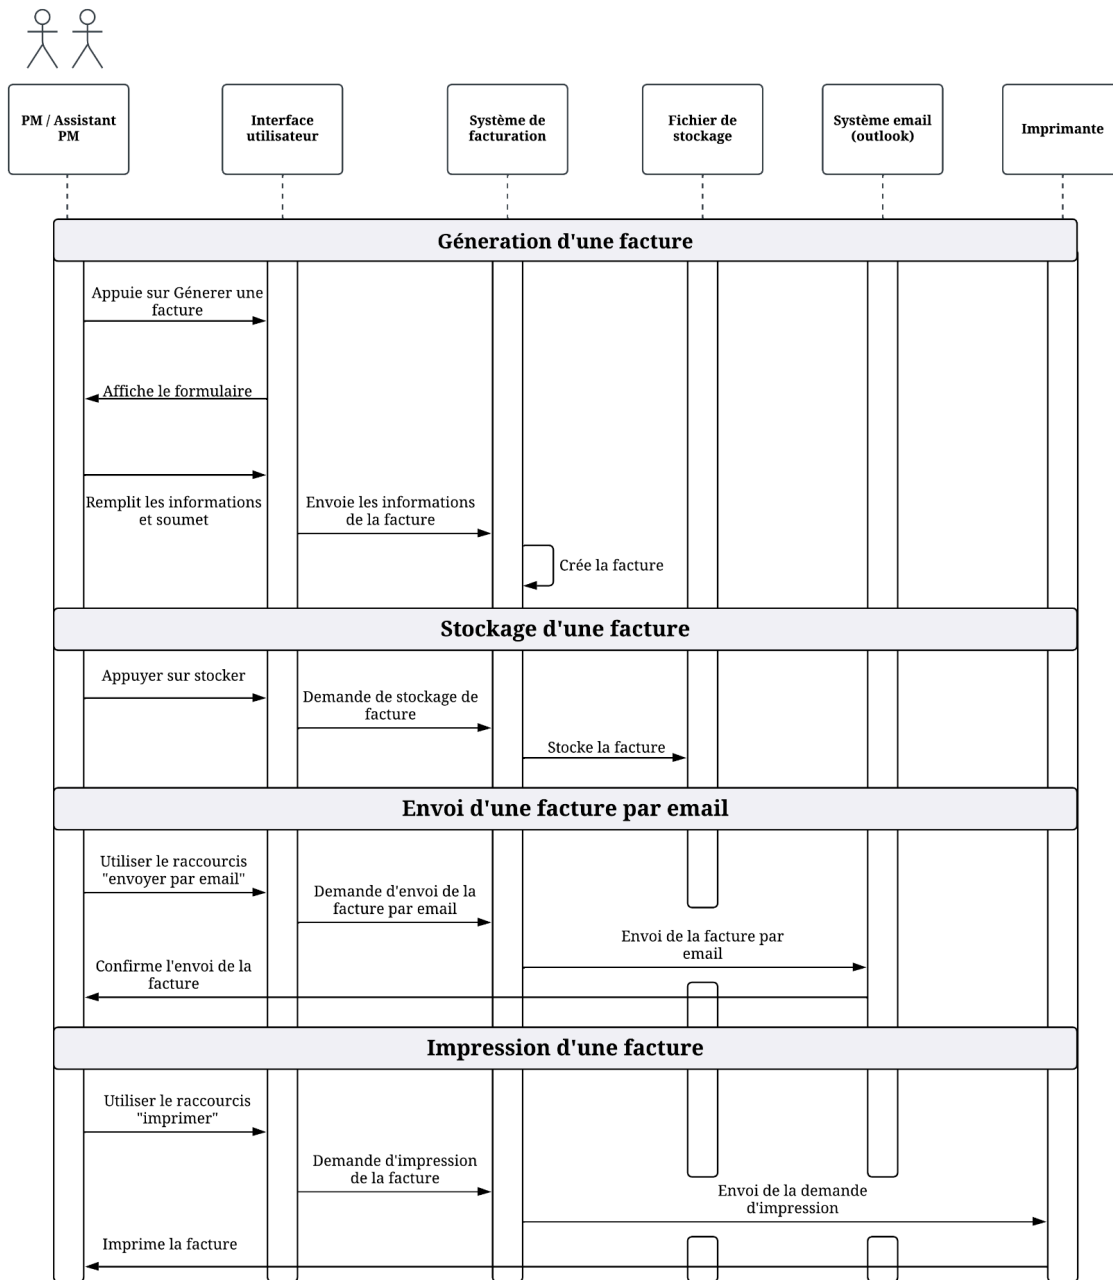 PM / Assistant
PM
Interface
utilisateur
Système de
facturation
Fichier de
stockage
Système email
(outlook)
Imprimante
Géneration d'une facture
Appuie sur Génerer une
facture
Affiche le formulaire
Remplit les informations
et soumet
Envoie les informations
de la facture
Crée la facture
Stockage d'une facture
Appuyer sur stocker
Demande de stockage de
facture
Stocke la facture
Envoi d'une facture par email
Utiliser le raccourcis
"envoyer par email"
Demande d'envoi de la
facture par email
Envoi de la facture par
email
Confirme l'envoi de la
facture
Impression d'une facture
Utiliser le raccourcis
"imprimer"
Demande d'impression
de la facture
Envoi de la demande
d'impression
Imprime la facture